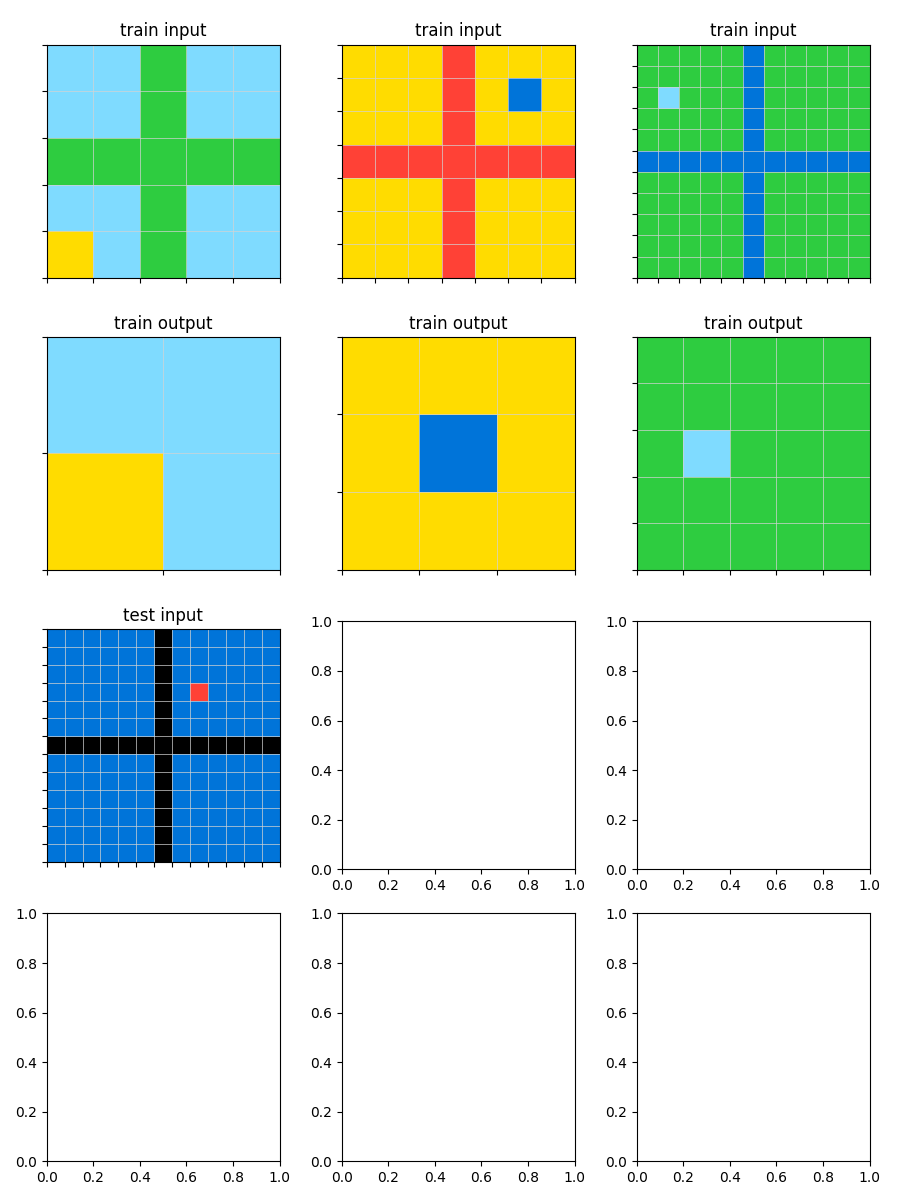 train input train input train input
train output train output train output
test input
1.0 1.0
0.8 0.8
0.6 0.6
0.4 0.4
0.2 0.2
0.0 0.0
0.0 0.2 0.4 0.6 0.8 1.0 0.0 0.2 0.4 0.6 0.8 1.0
1.0 1.0 1.0
0.8 0.8 0.8
0.6 0.6 0.6
0.4 0.4 0.4
0.2 0.2 0.2
0.0 0.0 0.0
0.0 0.2 0.4 0.6 0.8 1.0 0.0 0.2 0.4 0.6 0.8 1.0 0.0 0.2 0.4 0.6 0.8 1.0